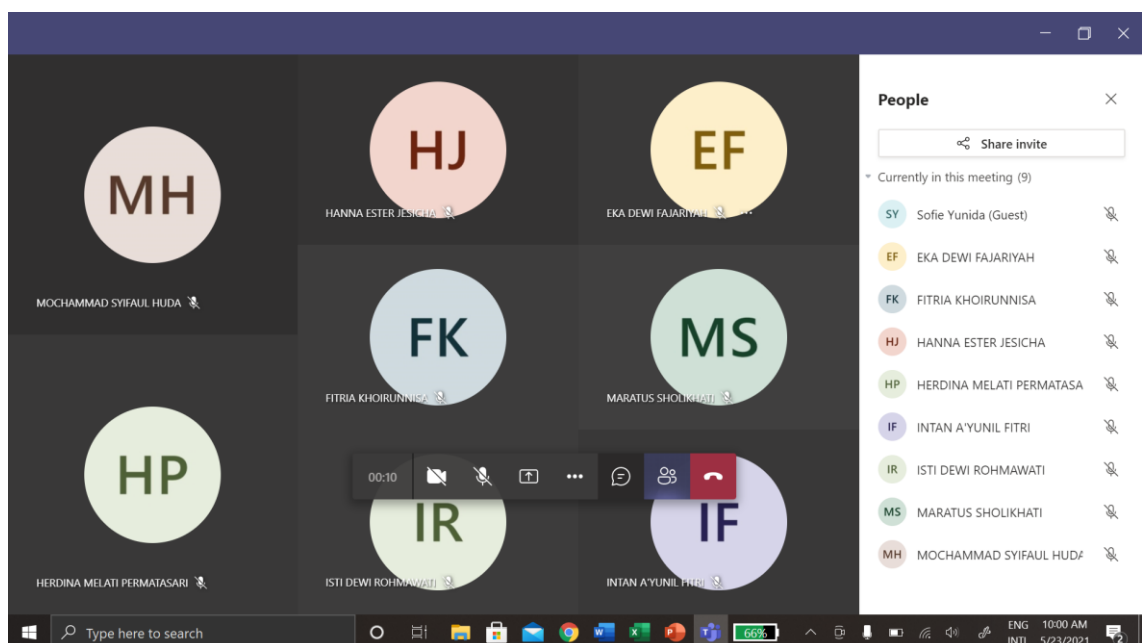 MH
MOCHAMMAD SYIFAUL HUDA
HJ
HANNA ESTER JESICHA
EF
EKA DEWI FAJARIYAH
FK
FITRIA KHOIRUNNISA
MS
MARATUS SHOLIKHATI
HP
HERDINA MELATI PERMATASARI
IR
ISTI DEWI ROHMAWATI
IF
INTAN A'YUNIL FITRI
00:10
People
Share invite
Currently in this meeting (9)
SY Sofie Yunida (Guest)
EF EKA DEWI FAJARIYAH
FK FITRIA KHOIRUNNISA
HJ HANNA ESTER JESICHA
HP HERDINA MELATI PERMATASA
IF INTAN A'YUNIL FITRI
IR ISTI DEWI ROHMAWATI
MS MARATUS SHOLIKHATI
MH MOCHAMMAD SYIFAUL HUDA
Type here to search
66%
ENG 10:00 AM
INTL 5/23/2021